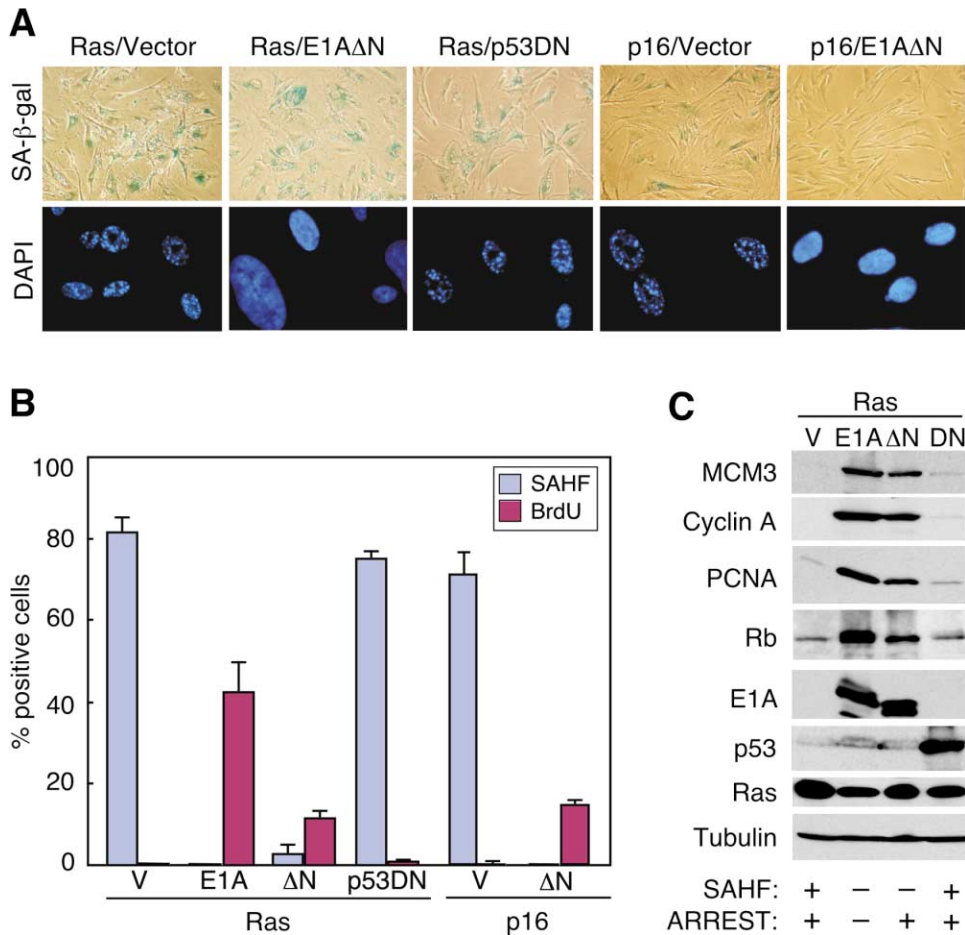 A
Ras/Vector Ras/E1AΔN Ras/p53DN p16/Vector p16/E1AΔN
SA-β-gal
DAPI
B
% positive cells
100
80
60
40
20
0
SAHF
BrdU
V E1A ΔN p53DN V ΔN
Ras p16
C
Ras
V E1A ΔN DN
MCM3
Cyclin A
PCNA
Rb
E1A
p53
Ras
Tubulin
SAHF: + − − +
ARREST: + − + +